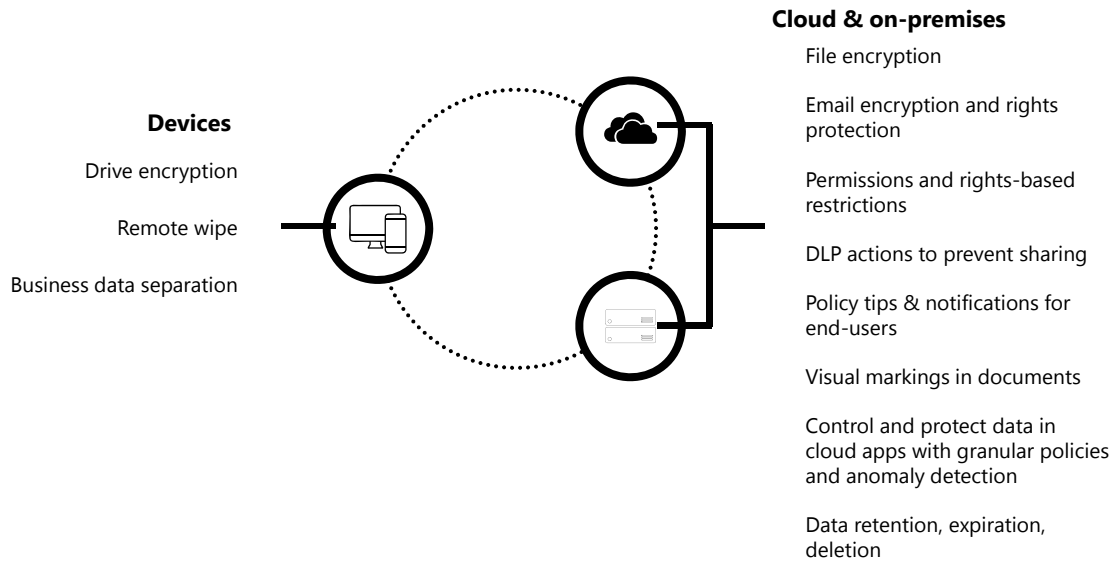 Devices
Drive encryption
Remote wipe
Business data separation
Cloud & on-premises
File encryption
Email encryption and rights
protection
Permissions and rights-based
restrictions
DLP actions to prevent sharing
Policy tips & notifications for
end-users
Visual markings in documents
Control and protect data in
cloud apps with granular policies
and anomaly detection
Data retention, expiration,
deletion